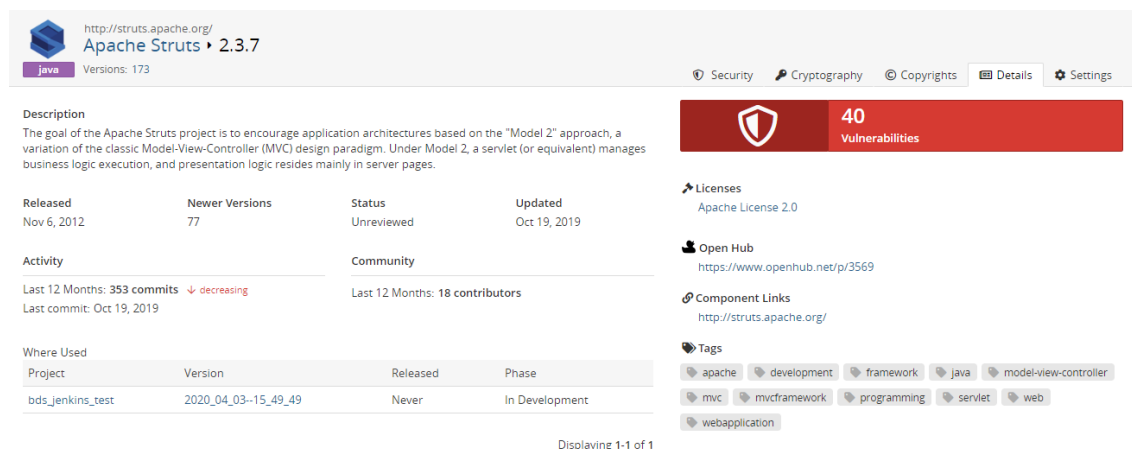 http://struts.apache.org/
Apache Struts ‣ 2.3.7
java
Versions: 173
Security
Cryptography
Copyrights
Details
Settings
Description
The goal of the Apache Struts project is to encourage application architectures based on the "Model 2" approach, a
variation of the classic Model-View-Controller (MVC) design paradigm. Under Model 2, a servlet (or equivalent) manages
business logic execution, and presentation logic resides mainly in server pages.
Released Newer Versions Status Updated
Nov 6, 2012 77 Unreviewed Oct 19, 2019
Activity
Last 12 Months: 353 commits ↓ decreasing
Last commit: Oct 19, 2019
Community
Last 12 Months: 18 contributors
Where Used
Project Version Released Phase
bds_jenkins_test 2020_04_03--15_49_49 Never In Development
Displaying 1-1 of 1
40
Vulnerabilities
Licenses
Apache License 2.0
Open Hub
https://www.openhub.net/p/3569
Component Links
http://struts.apache.org/
Tags
apache development framework java model-view-controller
mvc mvcframework programming servlet web
webapplication